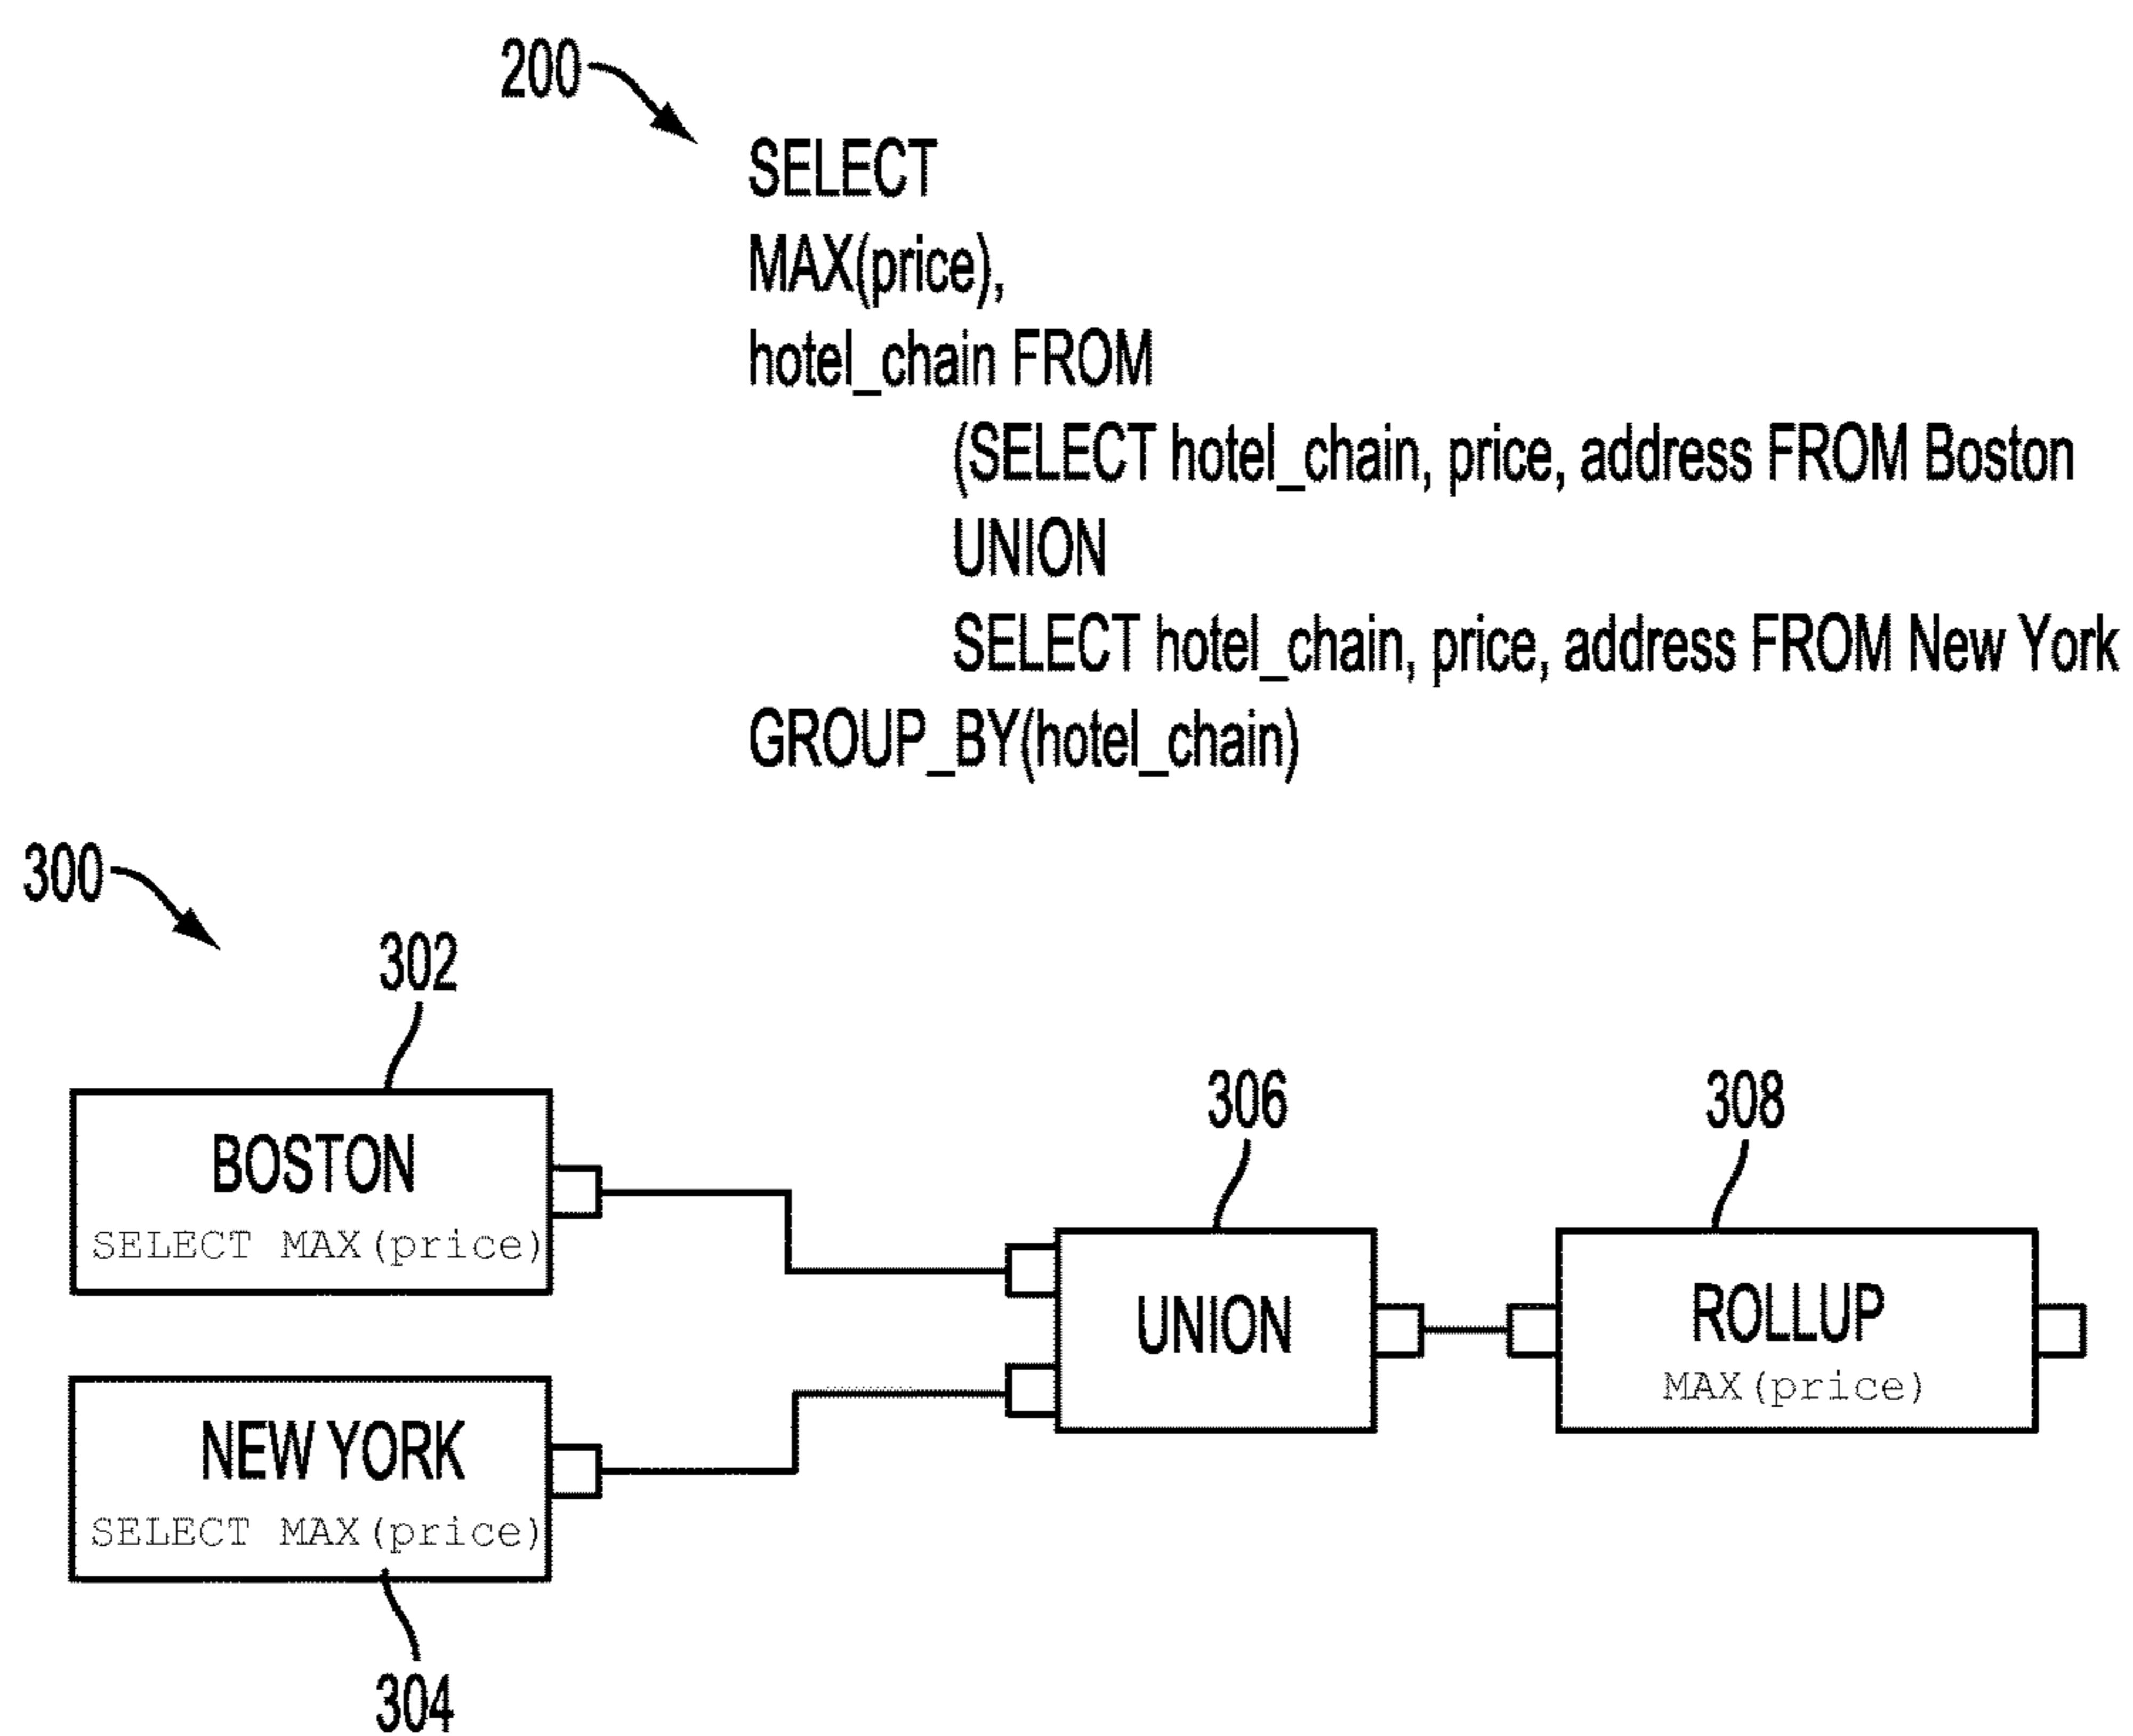 200
SELECT
MAX(price),
hotel_chain FROM
(SELECT hotel_chain, price, address FROM Boston
UNION
SELECT hotel_chain, price, address FROM New York
GROUP_BY(hotel_chain)
300
302
BOSTON
SELECT MAX(price)
306
UNION
308
ROLLUP
MAX(price)
NEW YORK
SELECT MAX(price)
304